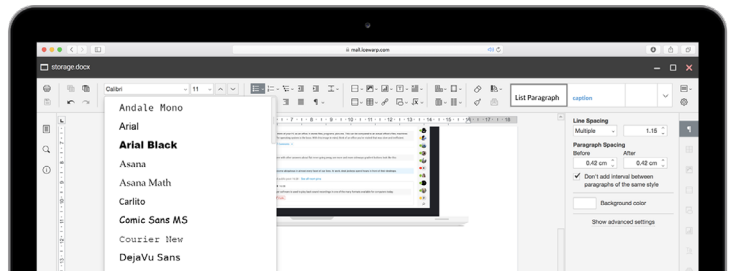 mail.icewarp.com
storage.docx
Calibri
11
List Paragraph
caption
Andale Mono
Arial
Arial Black
Asana
Asana Math
Carlito
Comic Sans MS
Courier New
DejaVu Sans
Line Spacing
Multiple
1.15
Paragraph Spacing
Before
After
0.42 cm
0.42 cm
Don't add interval between
paragraphs of the same style
Background color
Show advanced settings